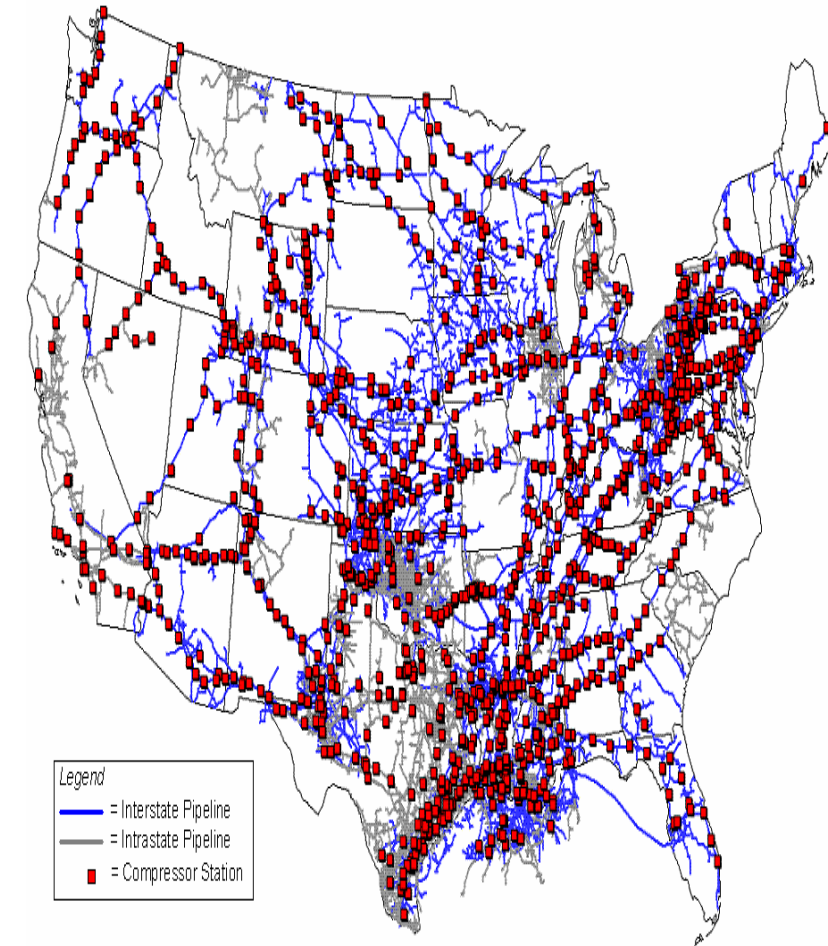 Legend
= Interstate Pipeline
= Intrastate Pipeline
= Compressor Station